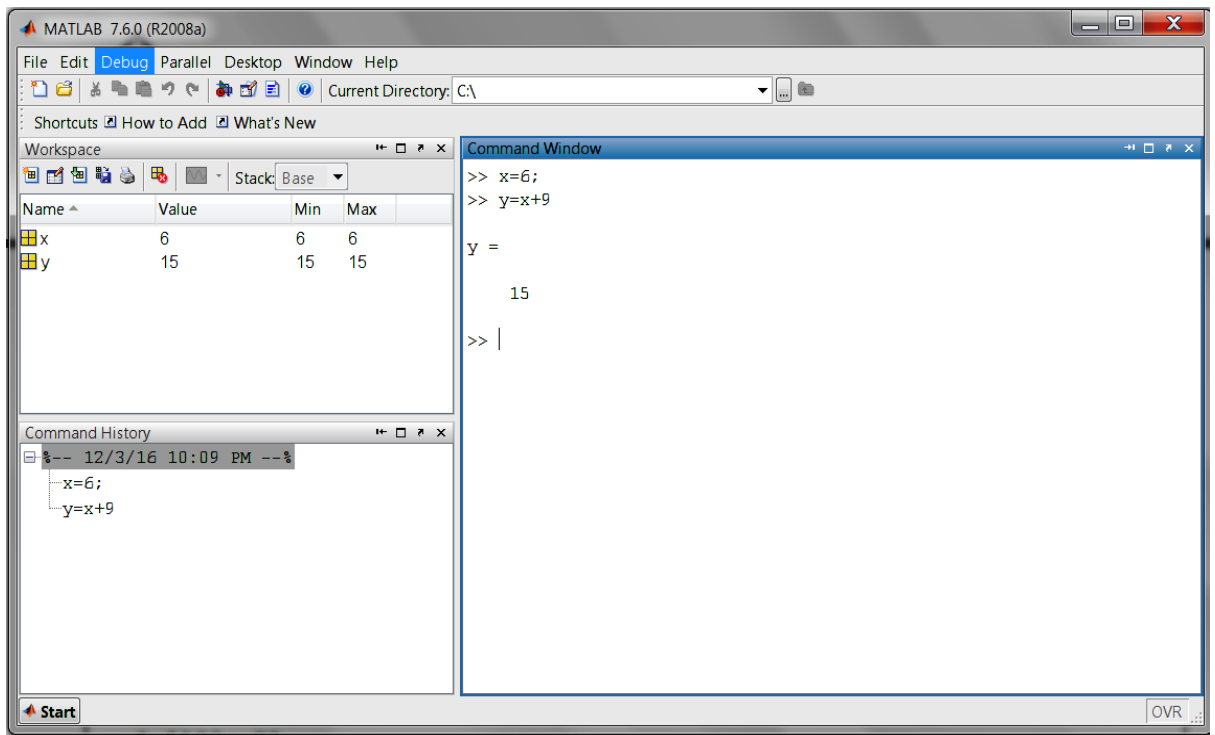 MATLAB 7.6.0 (R2008a)
File Edit Debug Parallel Desktop Window Help
Current Directory: C:\ ...
Shortcuts How to Add What's New
Workspace
Stack: Base
Name Value Min Max
x 6 6 6
y 15 15 15
Command History
%-- 12/3/16 10:09 PM --%
x=6;
y=x+9
Command Window
>> x=6;
>> y=x+9
y =
15
>>
Start
OVR